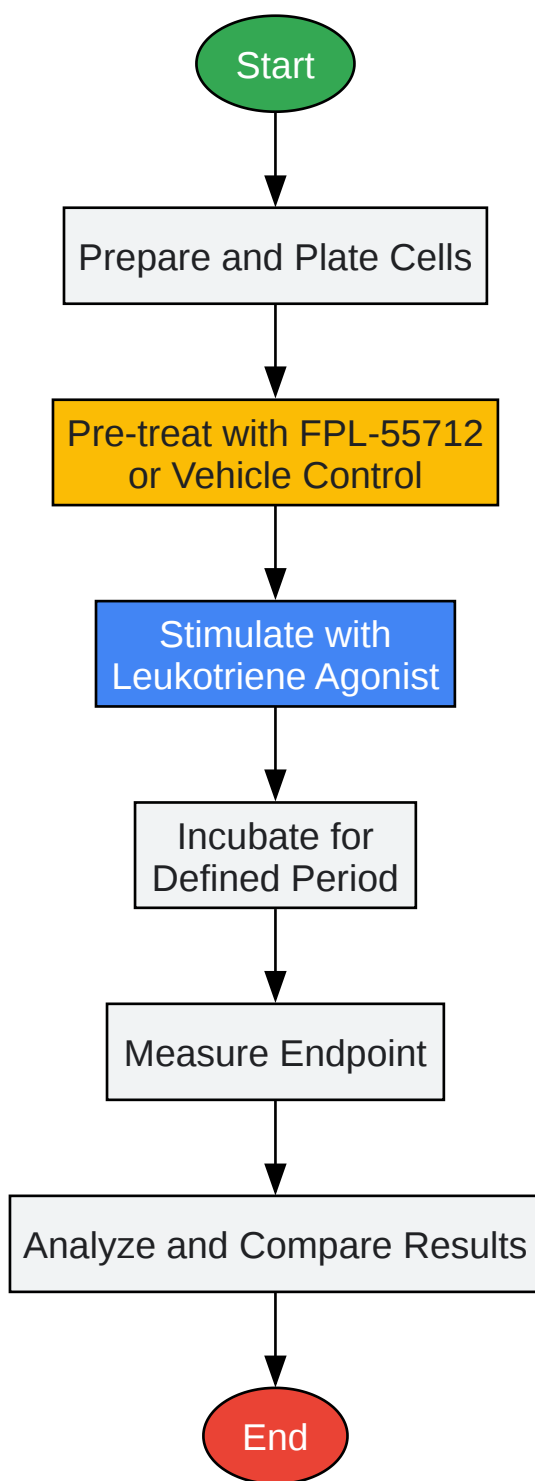 Start
Prepare and Plate Cells
Pre-treat with FPL-55712
or Vehicle Control
Stimulate with
Leukotriene Agonist
Incubate for
Defined Period
Measure Endpoint
Analyze and Compare Results
End